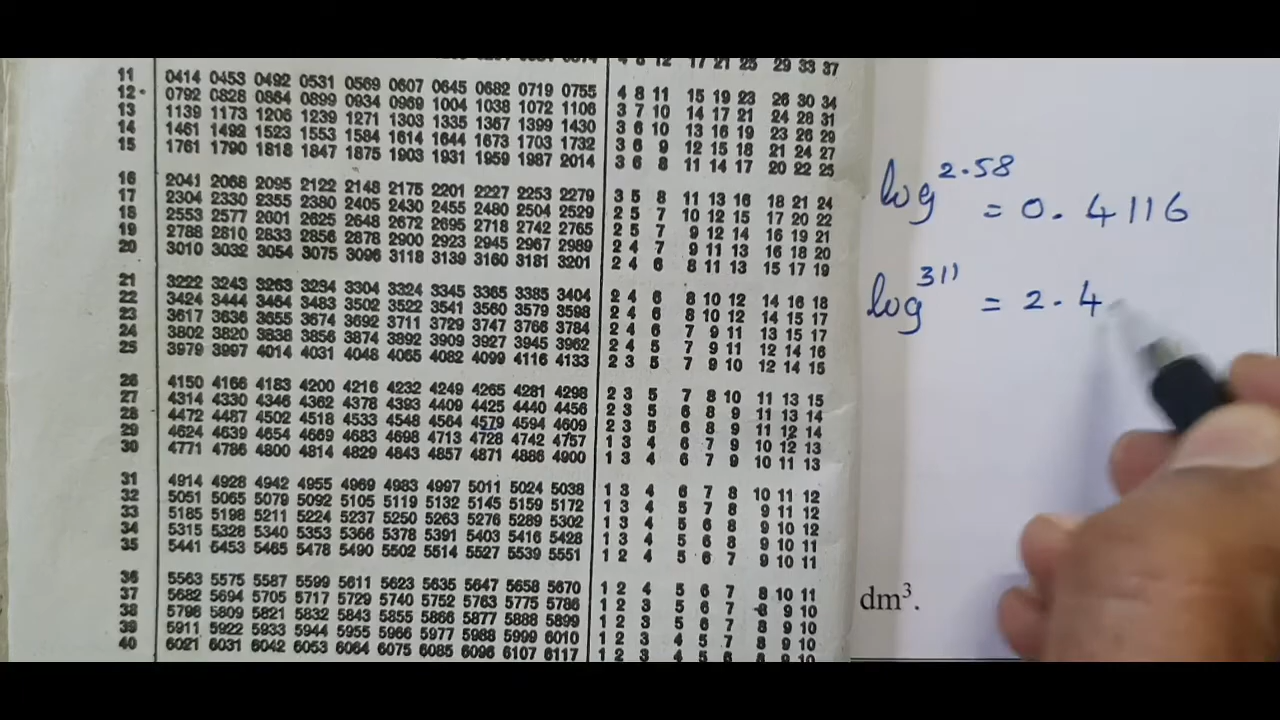 11 0414 0453 0492 0531 0569 0607 0645 0682 0719 0755 4 8 11 15 19 23 26 30 34
12 0792 0828 0864 0899 0934 0969 1004 1038 1072 1106 3 7 10 14 17 21 24 28 31
13 1139 1173 1206 1239 1271 1303 1335 1367 1399 1430 3 6 10 13 16 19 23 26 29
14 1461 1492 1523 1553 1584 1614 1644 1673 1703 1732 3 6 9 12 15 18 21 24 27
15 1761 1790 1818 1847 1875 1903 1931 1959 1987 2014 3 6 8 11 14 17 20 22 25
16 2041 2068 2095 2122 2148 2175 2201 2227 2253 2279 3 5 8 11 13 16 18 21 24
17 2304 2330 2355 2380 2405 2430 2455 2480 2504 2529 2 5 7 10 12 15 17 20 22
18 2553 2577 2601 2625 2648 2672 2695 2718 2742 2765 2 5 7 9 12 14 16 19 21
19 2788 2810 2833 2856 2878 2900 2923 2945 2967 2989 2 4 7 9 11 13 16 18 20
20 3010 3032 3054 3075 3096 3118 3139 3160 3181 3201 2 4 6 8 11 13 15 17 19
21 3222 3243 3263 3284 3304 3324 3345 3365 3385 3404 2 4 6 8 10 12 14 16 18
22 3424 3444 3464 3483 3502 3522 3541 3560 3579 3598 2 4 6 8 10 12 14 15 17
23 3617 3636 3655 3674 3692 3711 3729 3747 3766 3784 2 4 6 7 9 11 13 15 17
24 3802 3820 3838 3856 3874 3892 3909 3927 3945 3962 2 4 5 7 9 11 12 14 16
25 3979 3997 4014 4031 4048 4065 4082 4099 4116 4133 2 3 5 7 9 10 12 14 15
26 4150 4166 4183 4200 4216 4232 4249 4265 4281 4298 2 3 5 7 8 10 11 13 15
27 4314 4330 4346 4362 4378 4393 4409 4425 4440 4456 2 3 5 6 8 9 11 13 14
28 4472 4487 4502 4518 4533 4548 4564 4579 4594 4609 2 3 5 6 8 9 11 12 14
29 4624 4639 4654 4669 4683 4698 4713 4728 4742 4757 1 3 4 6 7 9 10 12 13
30 4771 4786 4800 4814 4829 4843 4857 4871 4886 4900 1 3 4 6 7 9 10 11 13
31 4914 4928 4942 4955 4969 4983 4997 5011 5024 5038 1 3 4 6 7 8 10 11 12
32 5051 5065 5079 5092 5105 5119 5132 5145 5159 5172 1 3 4 5 7 8 9 11 12
33 5185 5198 5211 5224 5237 5250 5263 5276 5289 5302 1 3 4 5 6 8 9 10 12
34 5315 5328 5340 5353 5366 5378 5391 5403 5416 5428 1 3 4 5 6 8 9 10 11
35 5441 5453 5465 5478 5490 5502 5514 5527 5539 5551 1 2 4 5 6 7 9 10 11
36 5563 5575 5587 5599 5611 5623 5635 5647 5658 5670 1 2 4 5 6 7 8 10 11
37 5682 5694 5705 5717 5729 5740 5752 5763 5775 5786 1 2 3 5 6 7 8 9 10
38 5798 5809 5821 5832 5843 5855 5866 5877 5888 5899 1 2 3 5 6 7 8 9 10
39 5911 5922 5933 5944 5955 5966 5977 5988 5999 6010 1 2 3 4 5 7 8 9 10
40 6021 6031 6042 6053 6064 6075 6085 6096 6107 6117 1 2 3 4 5 6 8 9 10
log 2.58 = 0.4116
log 311 = 2.4
dm³.